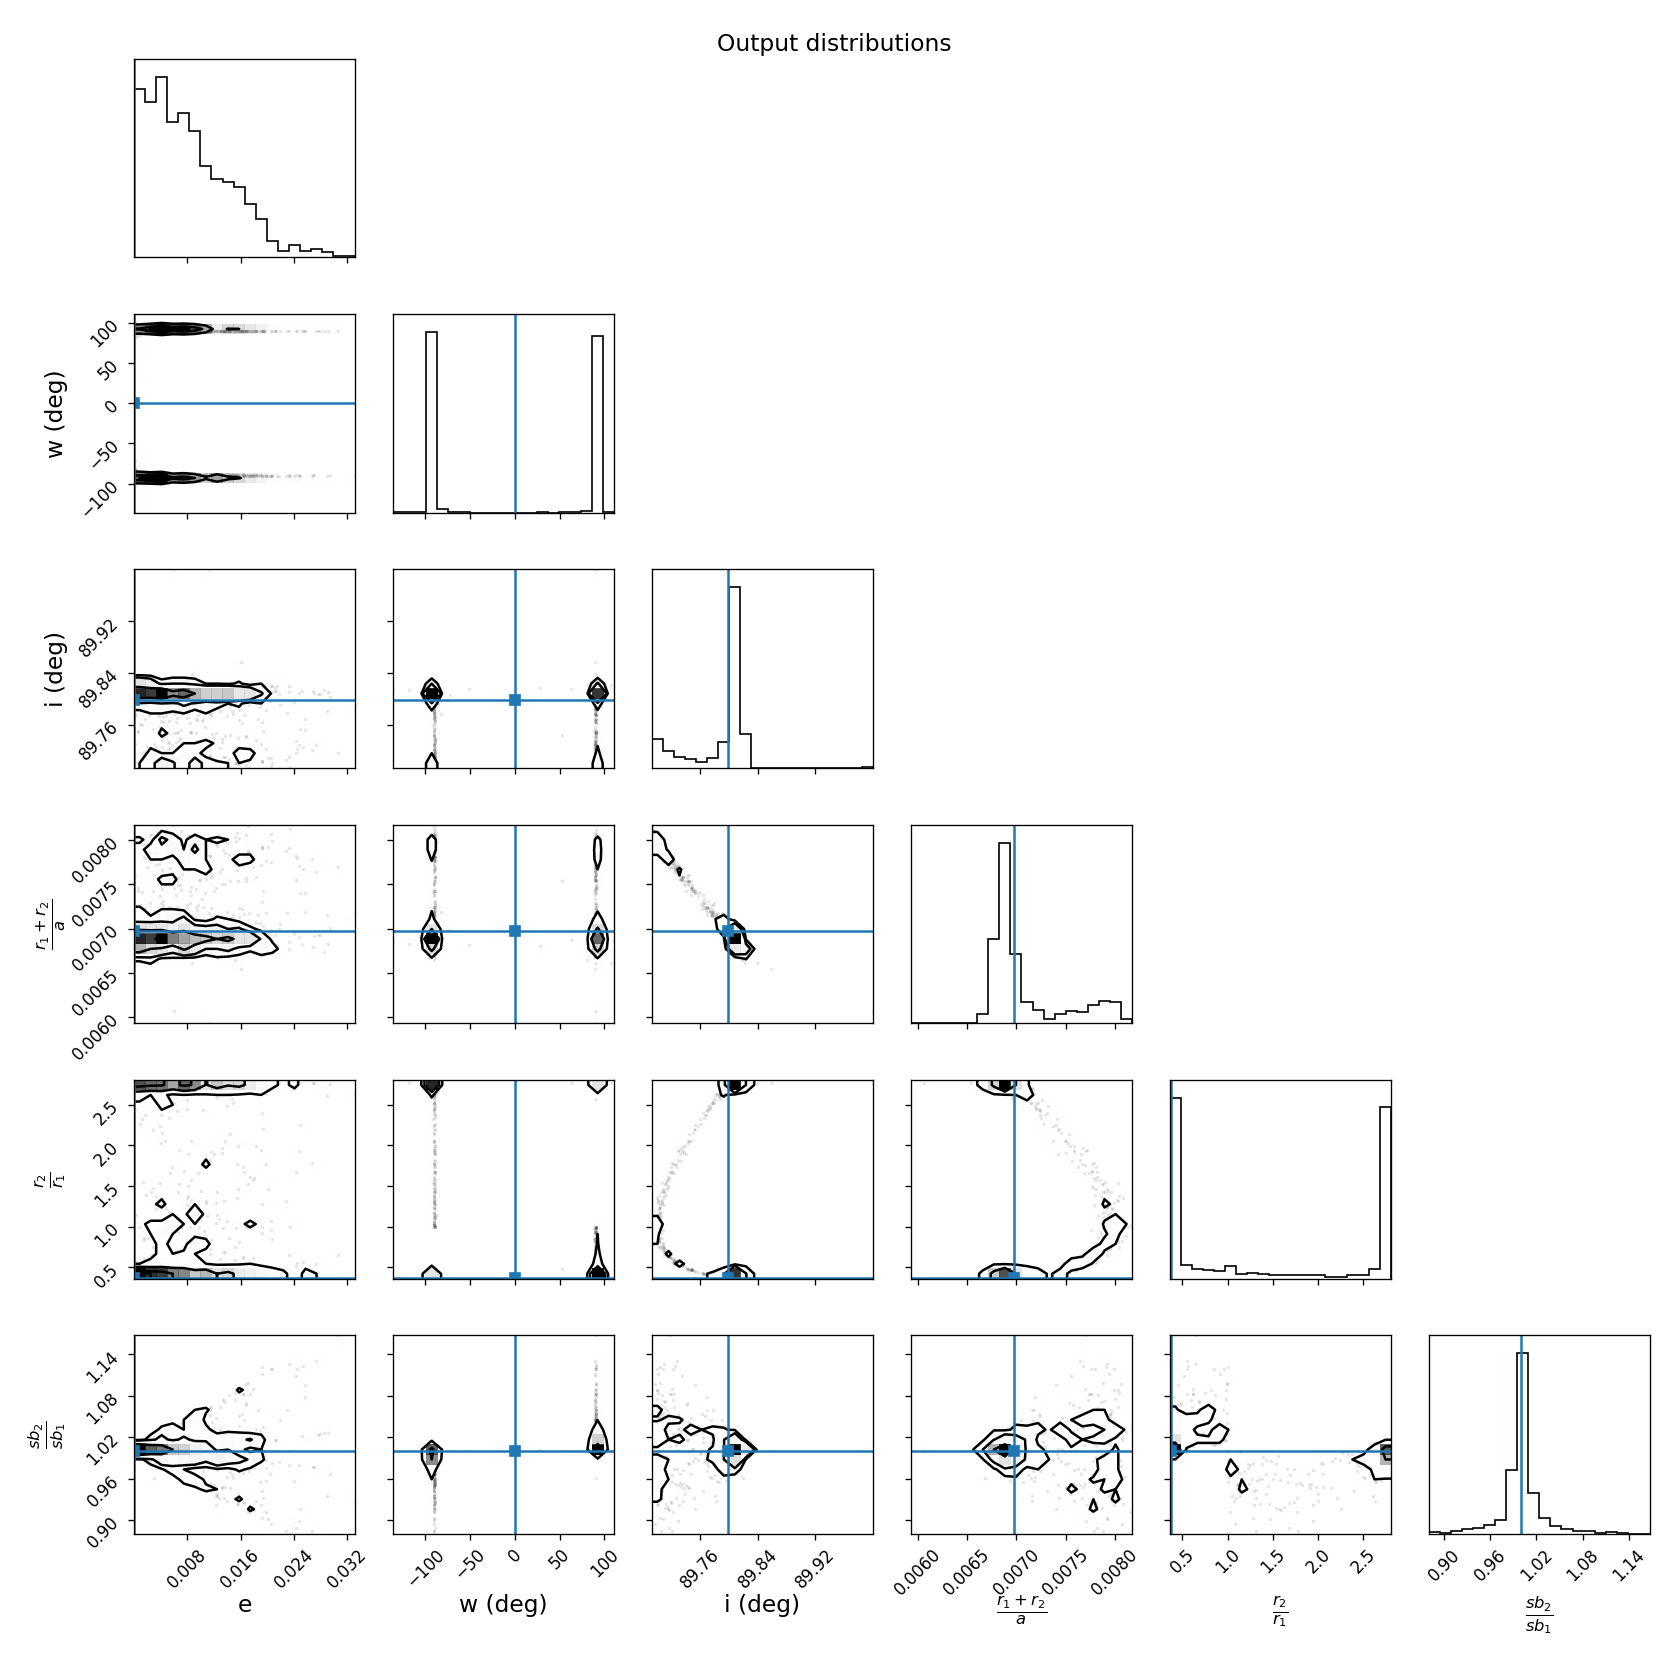 Output distributions
w (deg)
100
50
0
−50
−100
i (deg)
89.92
89.84
89.76
r₁ + r₂
a
0.0080
0.0075
0.0070
0.0065
0.0060
r₂
r₁
2.5
2.0
1.5
1.0
0.5
sb₂
sb₁
1.14
1.08
1.02
0.96
0.90
0.008 0.016 0.024 0.032 −100 −50 0 50 100 89.76 89.84 89.92 0.0060 0.0065 0.0070 0.0075 0.0080 0.5 1.0 1.5 2.0 2.5 0.90 0.96 1.02 1.08 1.14
e w (deg) i (deg)
r₁ + r₂
a
r₂
r₁
sb₂
sb₁